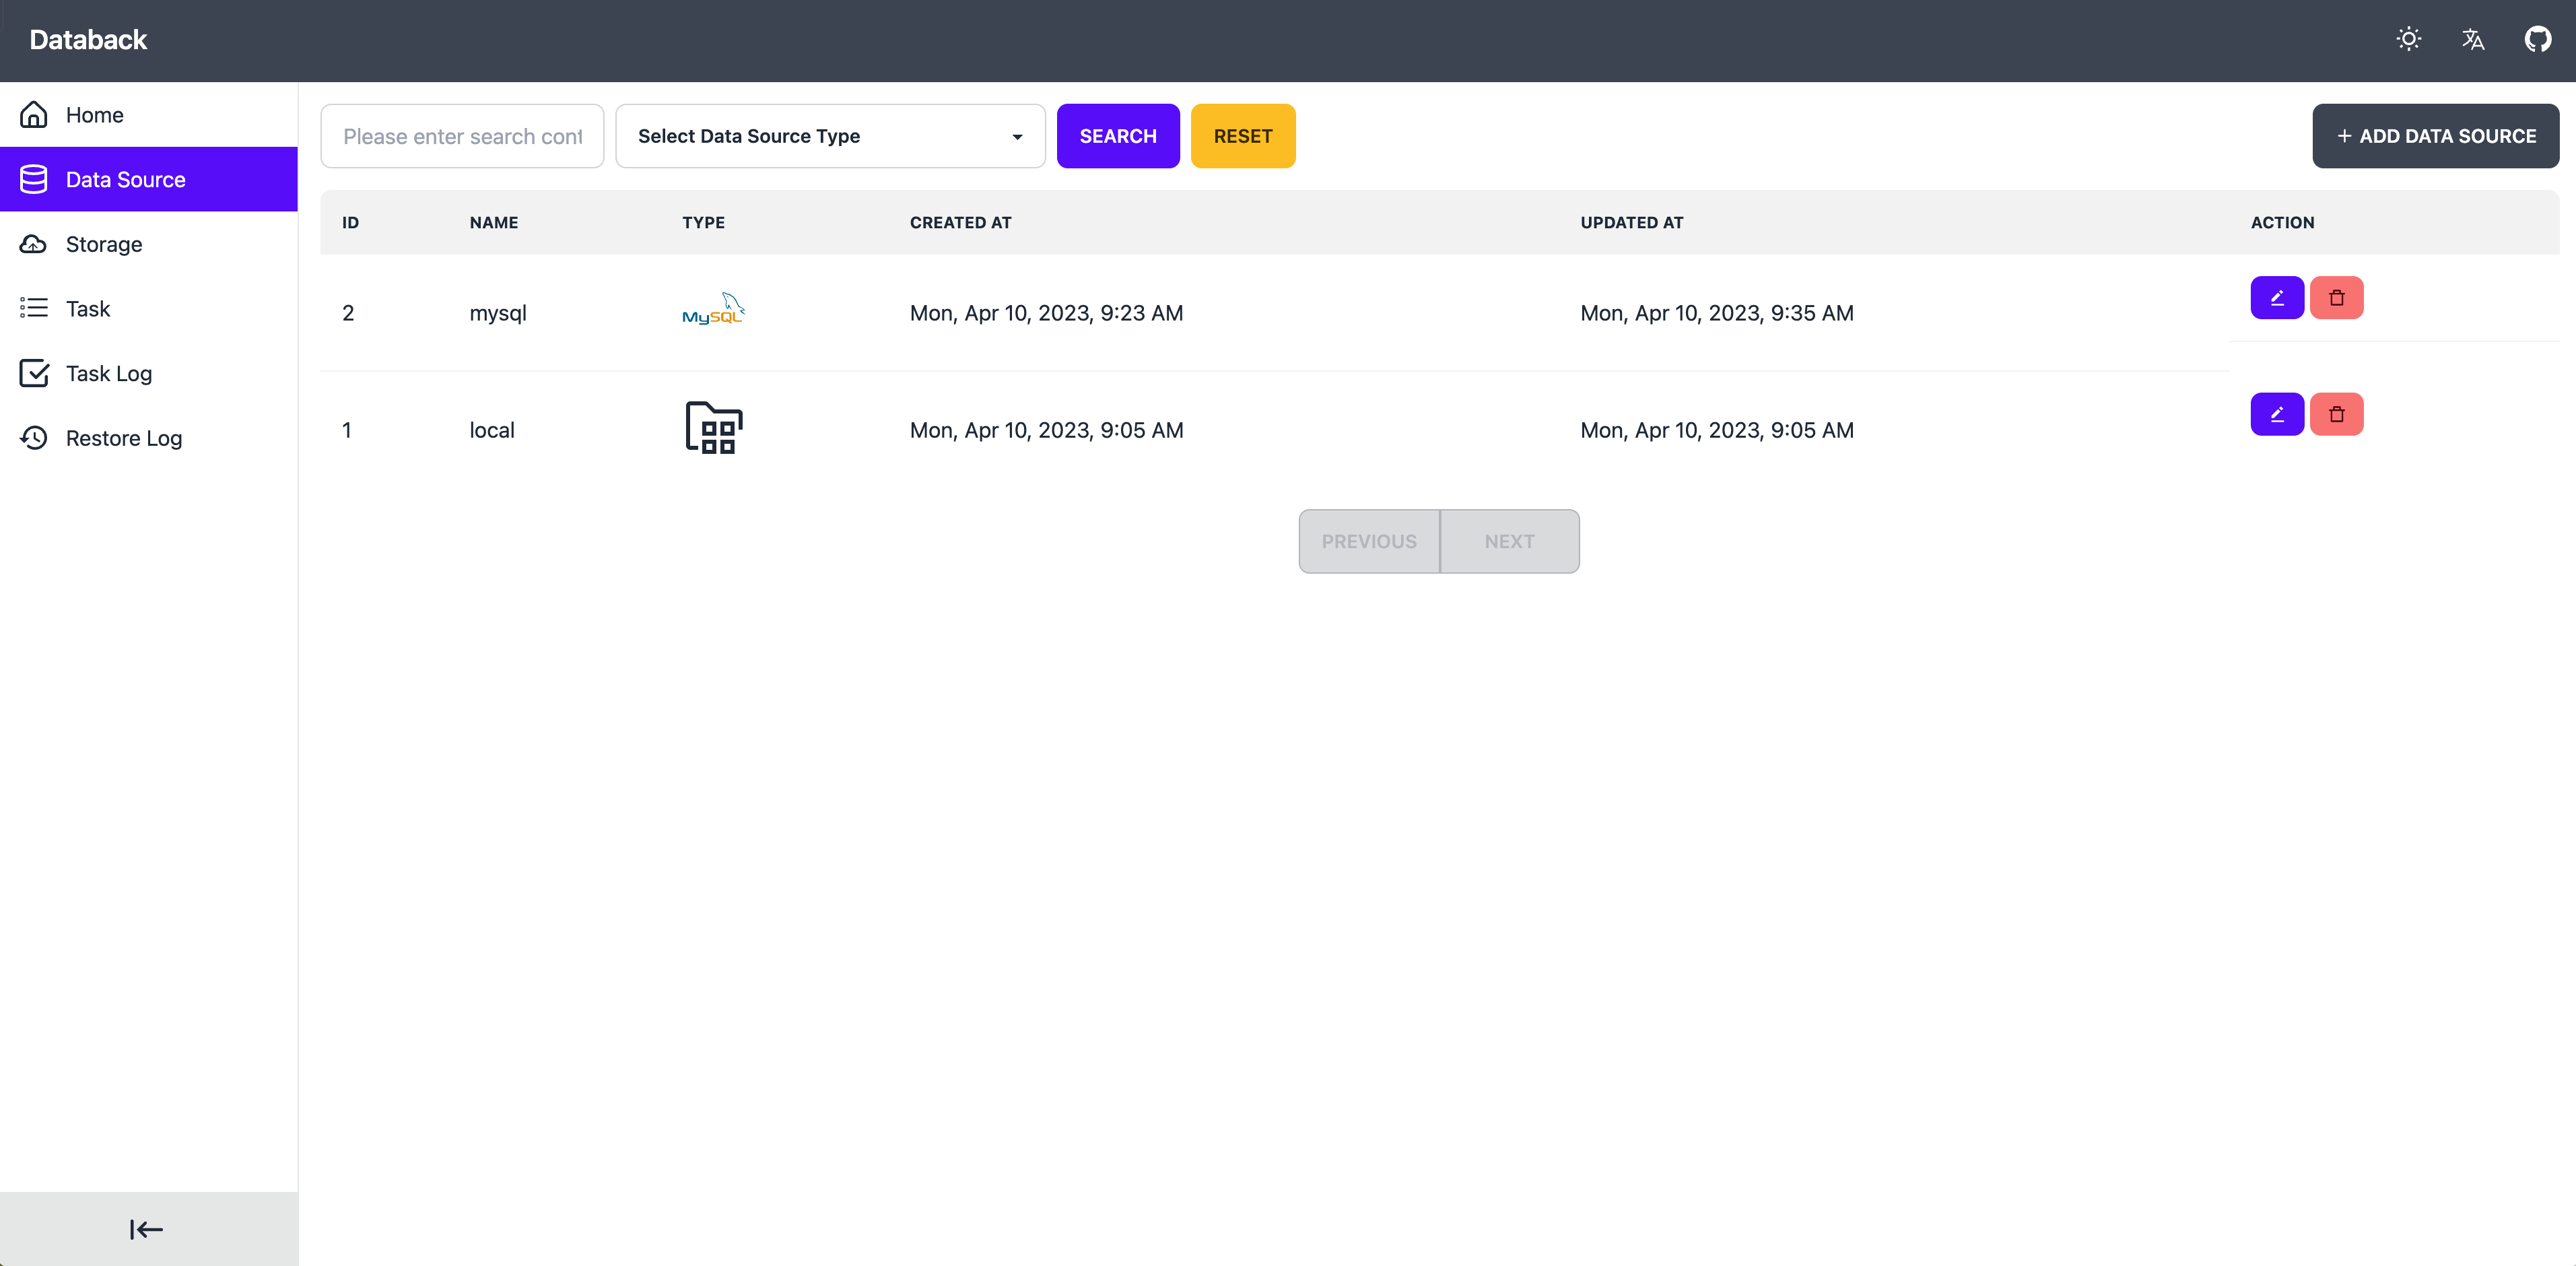 Databack
Home
Data Source
Storage
Task
Task Log
Restore Log
Please enter search cont
Select Data Source Type
SEARCH
RESET
+ ADD DATA SOURCE
ID NAME TYPE CREATED AT UPDATED AT ACTION
2 mysql MySQL Mon, Apr 10, 2023, 9:23 AM Mon, Apr 10, 2023, 9:35 AM
1 local Mon, Apr 10, 2023, 9:05 AM Mon, Apr 10, 2023, 9:05 AM
PREVIOUS NEXT